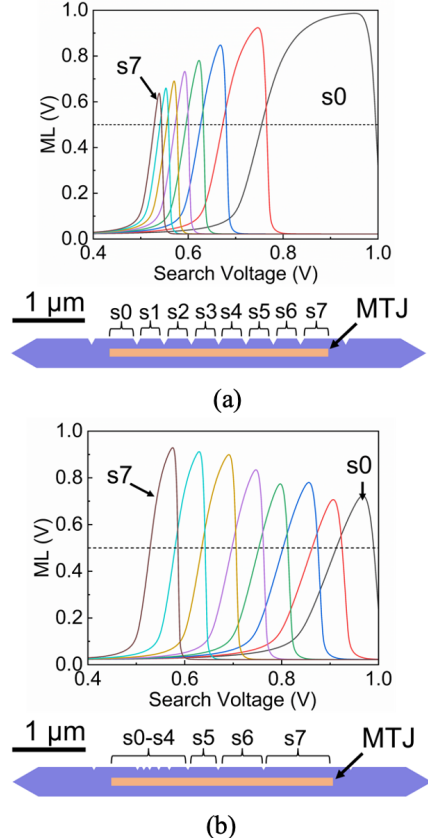 1.0
0.8
0.6
0.4
0.2
0.0
ML (V)
s7
s0
0.4 0.6 0.8 1.0
Search Voltage (V)
1 μm
s0 s1 s2 s3 s4 s5 s6 s7
MTJ
(a)
1.0
0.8
0.6
0.4
0.2
0.0
ML (V)
s7
s0
0.4 0.6 0.8 1.0
Search Voltage (V)
1 μm
s0-s4 s5 s6 s7
MTJ
(b)